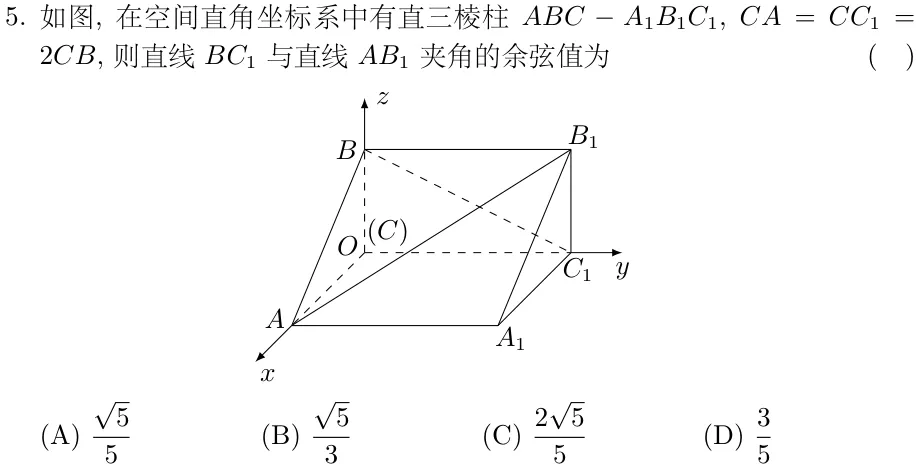 5. 如图, 在空间直角坐标系中有直三棱柱 ABC − A₁B₁C₁, CA = CC₁ =
2CB, 则直线 BC₁ 与直线 AB₁ 夹角的余弦值为 ( )
z
B
B₁
(C)
O
C₁
y
A
A₁
x
(A) √5/5 (B) √5/3 (C) 2√5/5 (D) 3/5